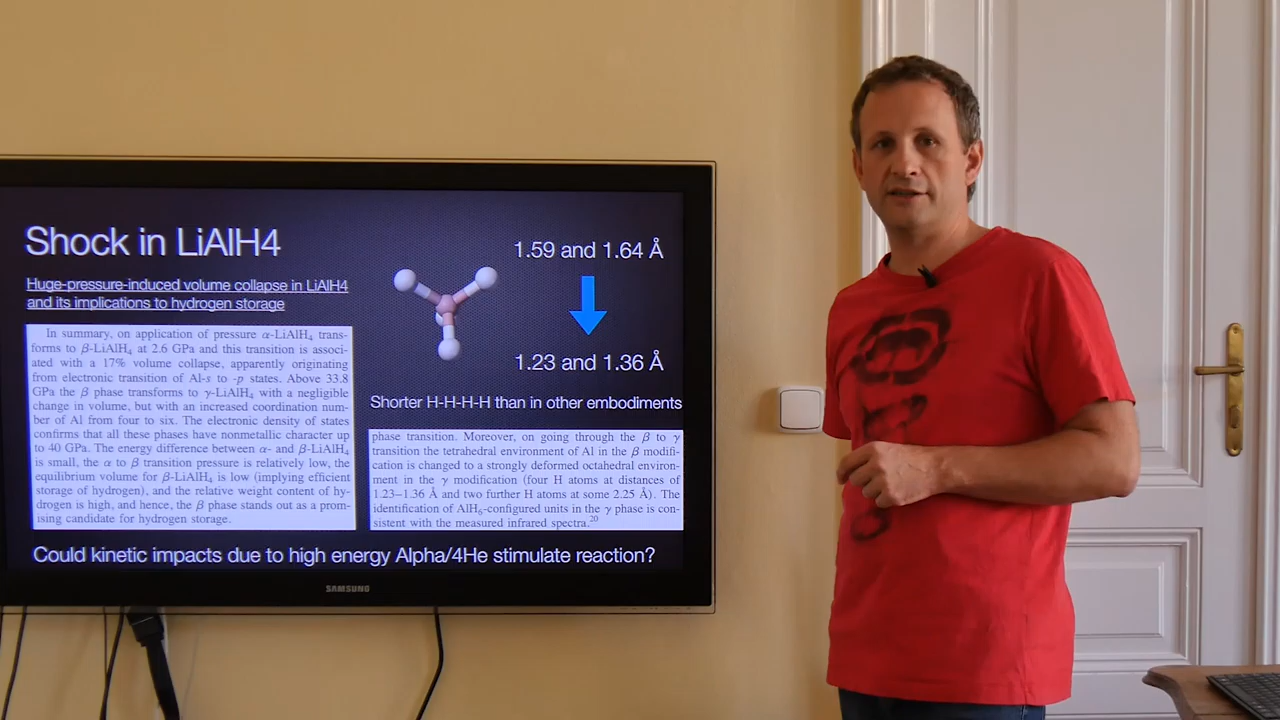 Shock in LiAlH4
Huge-pressure-induced volume collapse in LiAlH4
and its implications to hydrogen storage
In summary, on application of pressure α-LiAlH₄ trans-
forms to β-LiAlH₄ at 2.6 GPa and this transition is associ-
ated with a 17% volume collapse, apparently originating
from electronic transition of Al-s to -p states. Above 33.8
GPa the β phase transforms to γ-LiAlH₄ with a negligible
change in volume, but with an increased coordination num-
ber of Al from four to six. The electronic density of states
confirms that all these phases have nonmetallic character up
to 40 GPa. The energy difference between α- and β-LiAlH₄
is small, the α to β transition pressure is relatively low, the
equilibrium volume for β-LiAlH₄ is low (implying efficient
storage of hydrogen), and the relative weight content of hy-
drogen is high, and hence, the β phase stands out as a prom-
ising candidate for hydrogen storage.
1.59 and 1.64 Å
1.23 and 1.36 Å
Shorter H-H-H-H than in other embodiments
phase transition. Moreover, on going through the β to γ
transition the tetrahedral environment of Al in the β modifi-
cation is changed to a strongly deformed octahedral environ-
ment in the γ modification (four H atoms at distances of
1.23–1.36 Å and two further H atoms at some 2.25 Å). The
identification of AlH₆-configured units in the γ phase is con-
sistent with the measured infrared spectra.²⁰
Could kinetic impacts due to high energy Alpha/4He stimulate reaction?
SAMSUNG